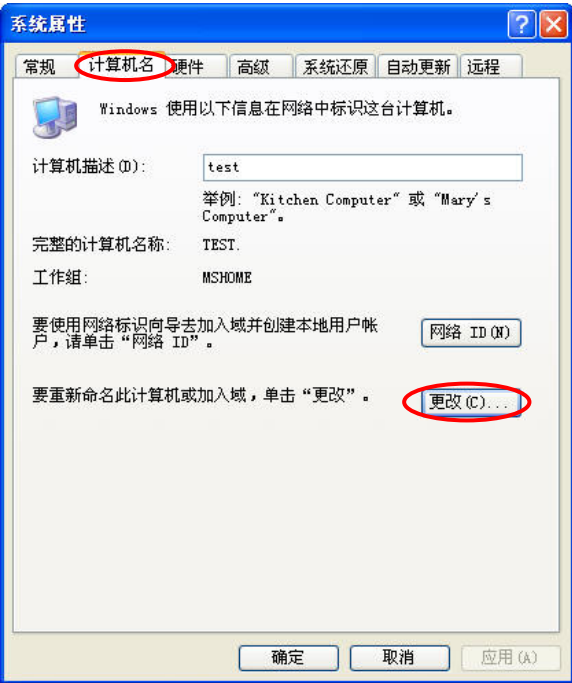 系统属性
常规 计算机名 硬件 高级 系统还原 自动更新 远程
Windows 使用以下信息在网络中标识这台计算机。
计算机描述(D): test
举例: “Kitchen Computer” 或 “Mary's
Computer”。
完整的计算机名称: TEST.
工作组: MSHOME
要使用网络标识向导去加入域并创建本地用户帐
户，请单击“网络 ID”。
网络 ID(N)
要重新命名此计算机或加入域，单击“更改”。
更改(C)...
确定 取消 应用(A)